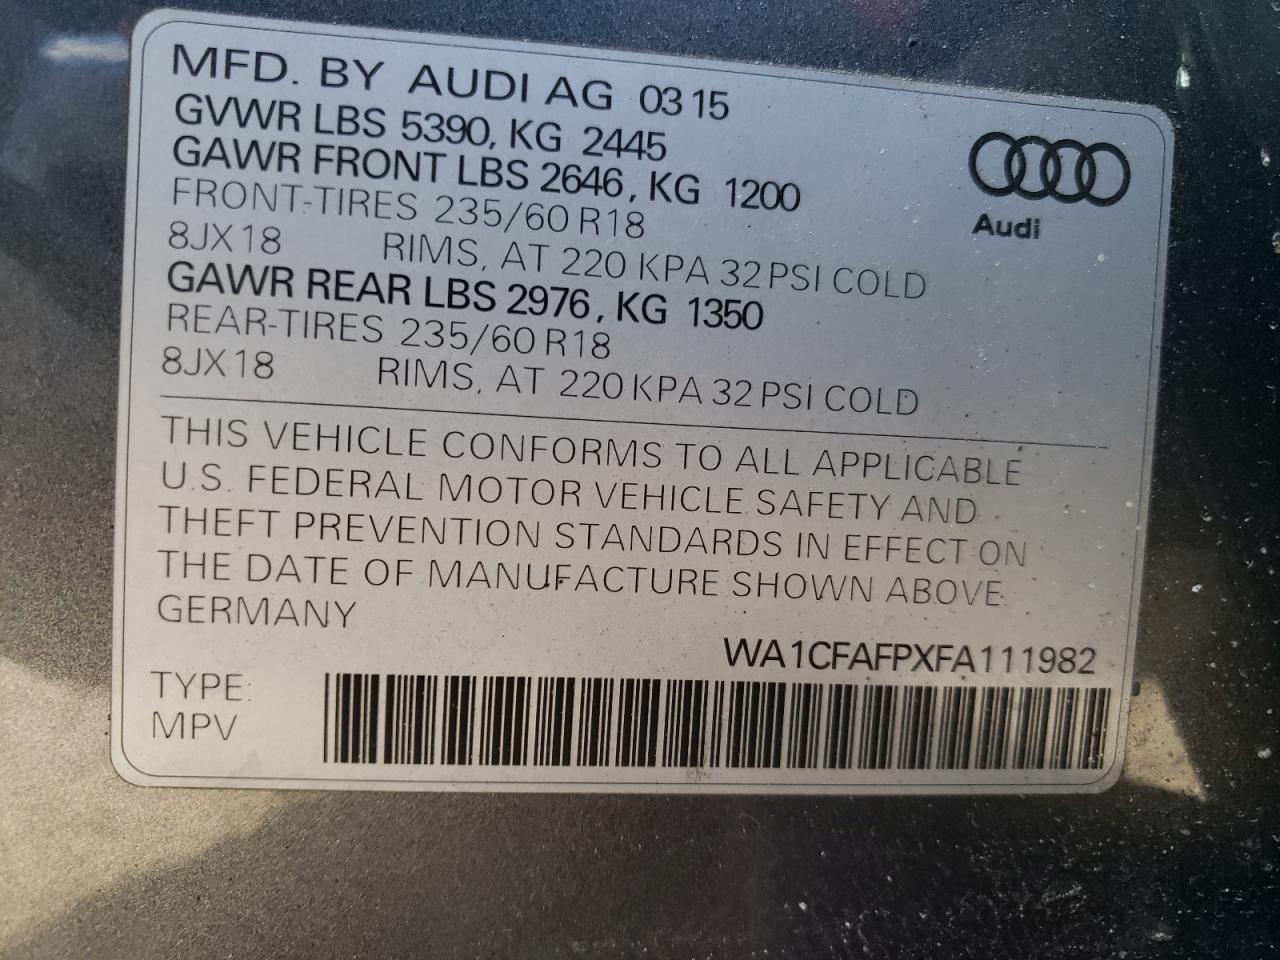 MFD. BY AUDI AG 03 15
GVWR LBS 5390, KG 2445
GAWR FRONT LBS 2646, KG 1200
FRONT-TIRES 235/60 R18
8JX18 RIMS, AT 220 KPA 32 PSI COLD
GAWR REAR LBS 2976, KG 1350
REAR-TIRES 235/60 R18
8JX18 RIMS, AT 220 KPA 32 PSI COLD
Audi
THIS VEHICLE CONFORMS TO ALL APPLICABLE
U.S. FEDERAL MOTOR VEHICLE SAFETY AND
THEFT PREVENTION STANDARDS IN EFFECT ON
THE DATE OF MANUFACTURE SHOWN ABOVE.
GERMANY
WA1CFAFPXFA111982
TYPE:
MPV